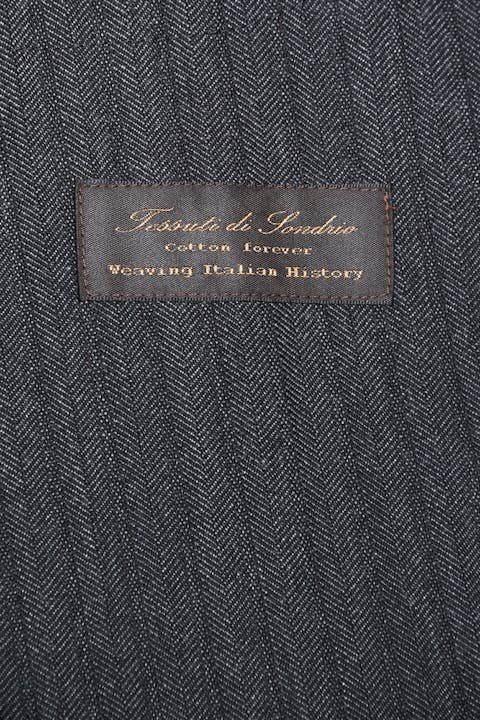 Tessuti di Sondrio
Cotton forever
Weaving Italian History